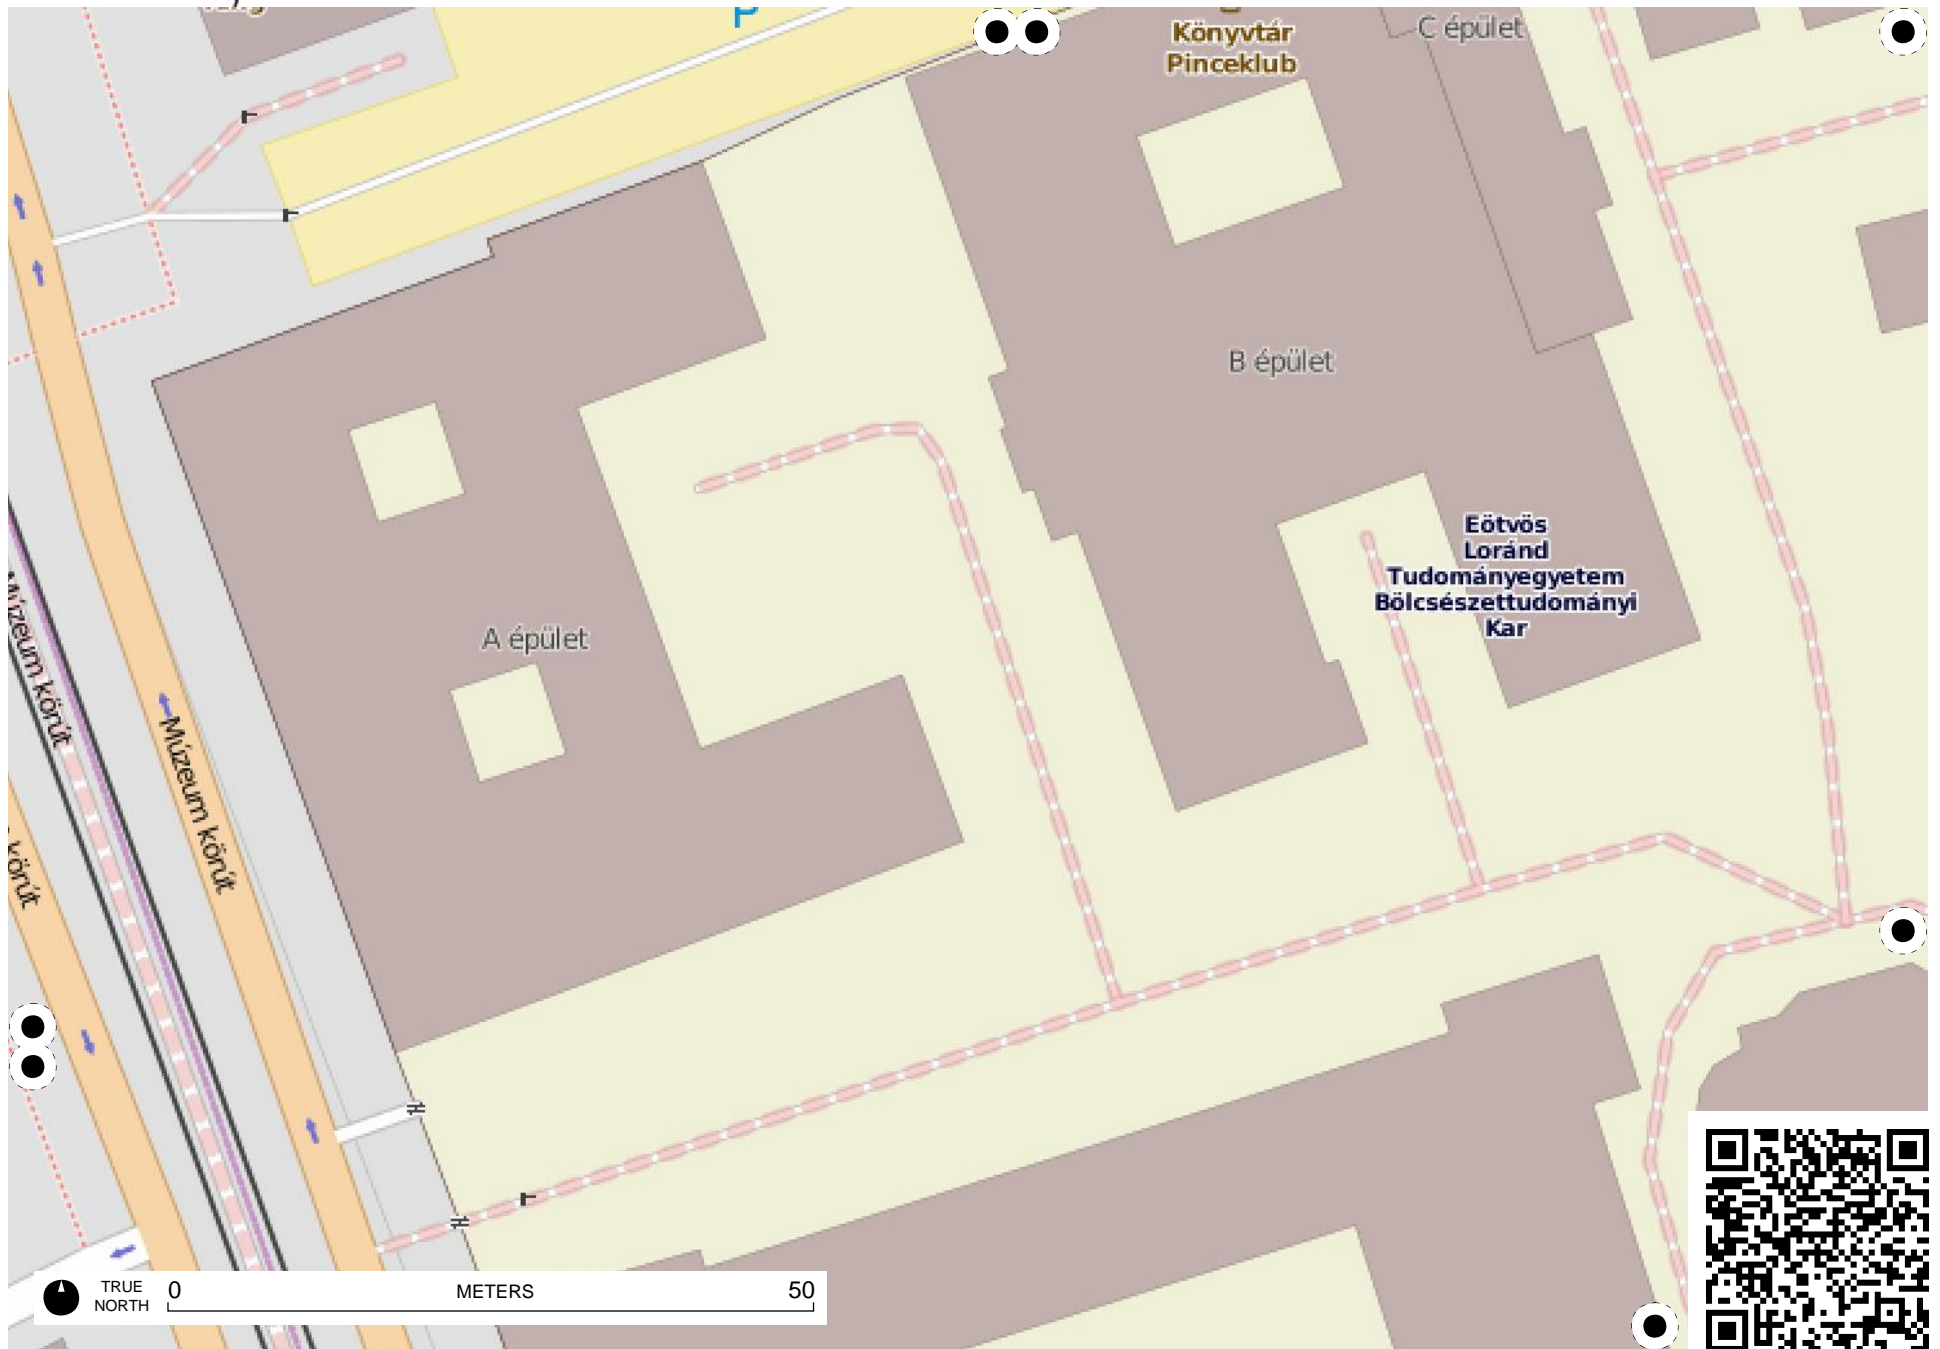 P
Könyvtár
Pinceklub
C épület
B épület
Eötvös
Loránd
Tudományegyetem
Bölcsészettudományi
Kar
A épület
Múzeum körút
Múzeum körút
körút
TRUE
NORTH
0
METERS
50